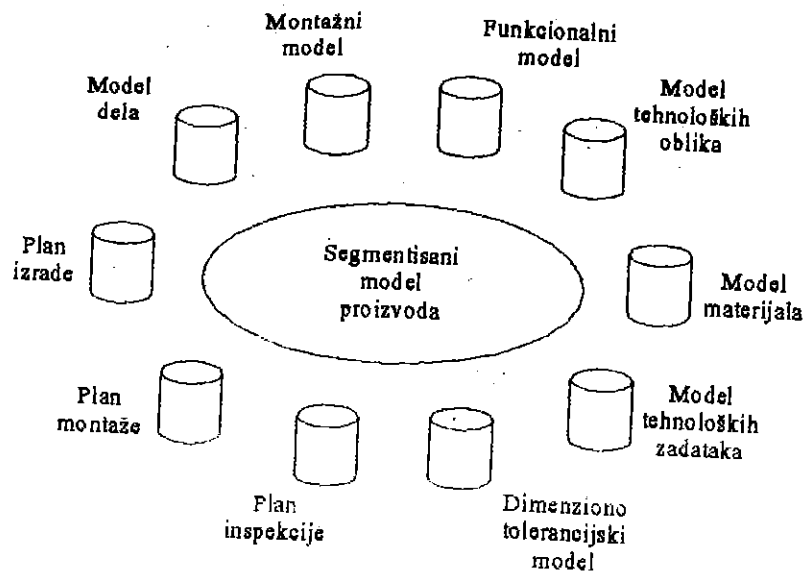 Montažni
model
Funkcionalni
model
Model
dela
Model
tehnoloških
oblika
Plan
izrade
Segmentisani
model
proizvoda
Model
materijala
Plan
montaže
Model
tehnoloških
zadataka
Plan
inspekcije
Dimenziono
tolerancijski
model